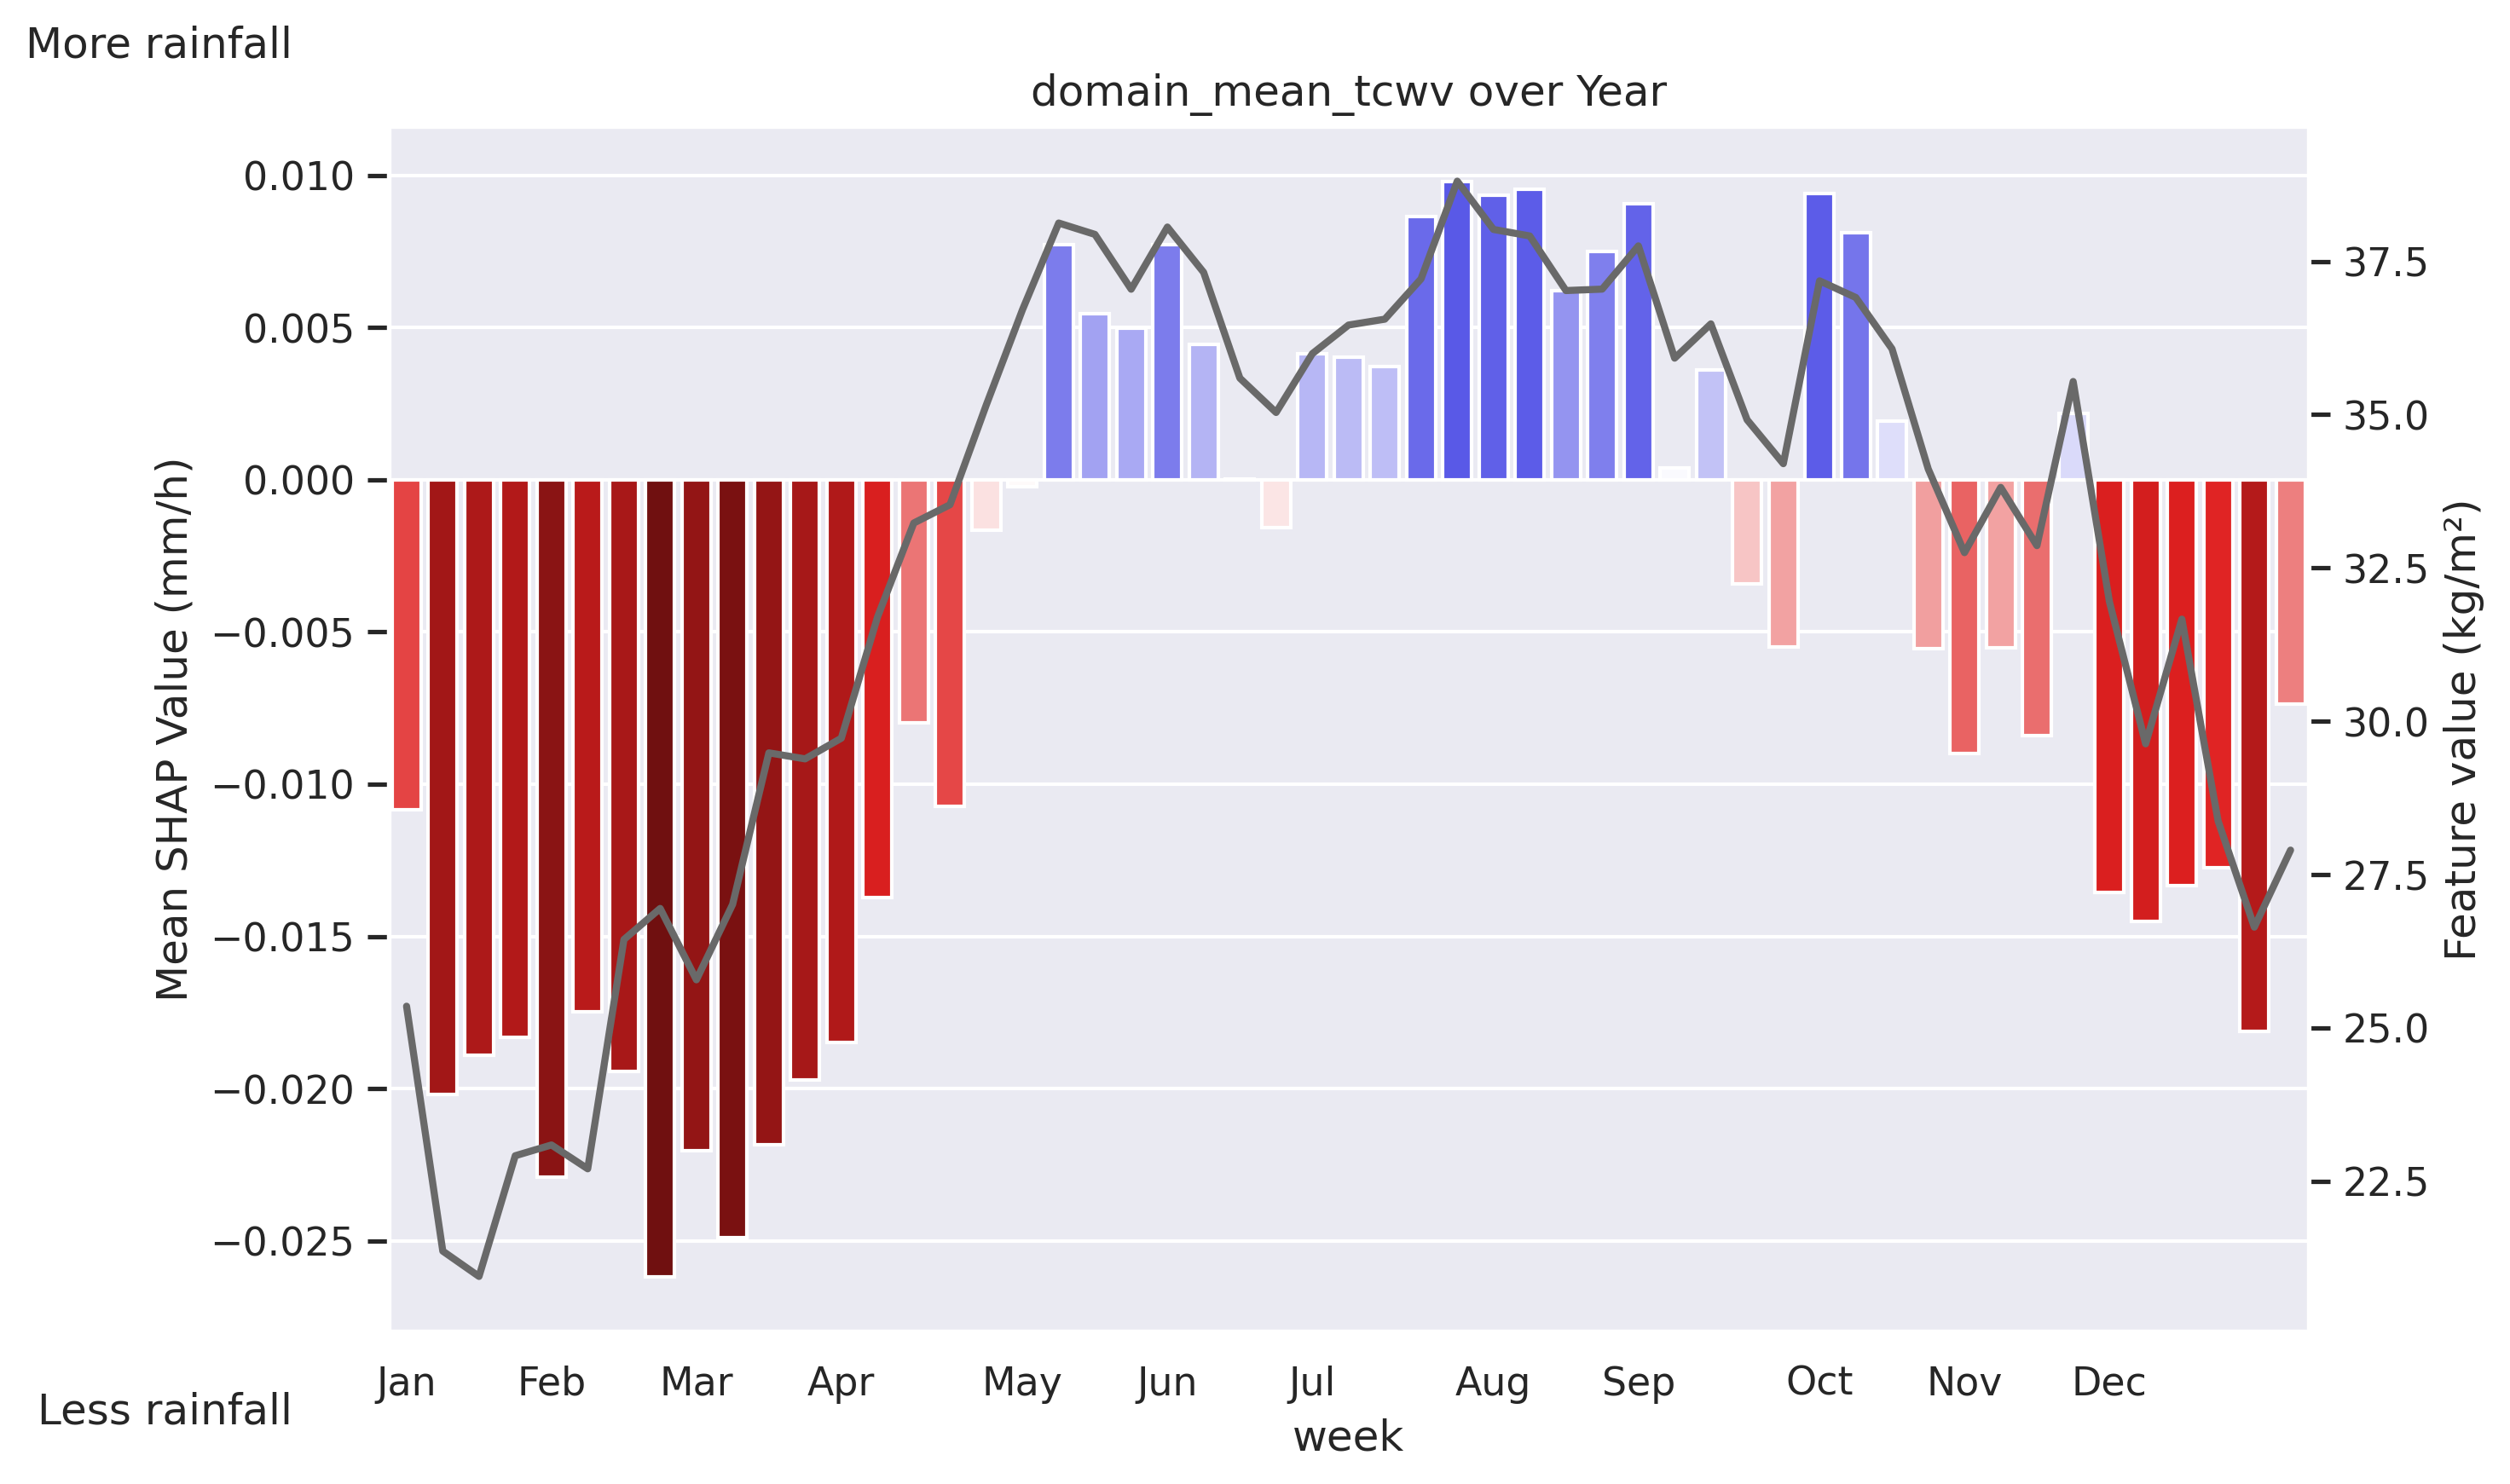 More rainfall
domain_mean_tcwv over Year
0.010
0.005
0.000
−0.005
−0.010
−0.015
−0.020
−0.025
Mean SHAP Value (mm/h)
37.5
35.0
32.5
30.0
27.5
25.0
22.5
Feature value (kg/m²)
Jan Feb Mar Apr May Jun Jul Aug Sep Oct Nov Dec
Less rainfall
week